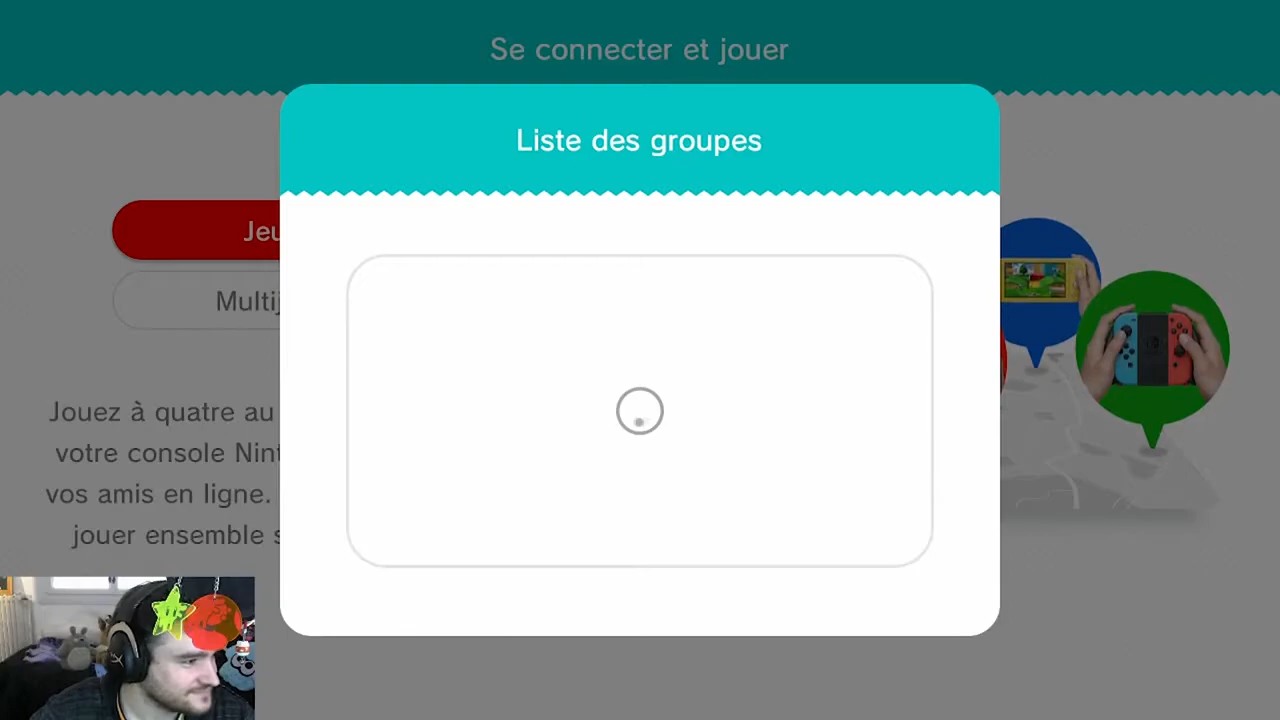 Se connecter et jouer
Liste des groupes
Jeu
Multij
Jouez à quatre au
votre console Nint
vos amis en ligne.
jouer ensemble s